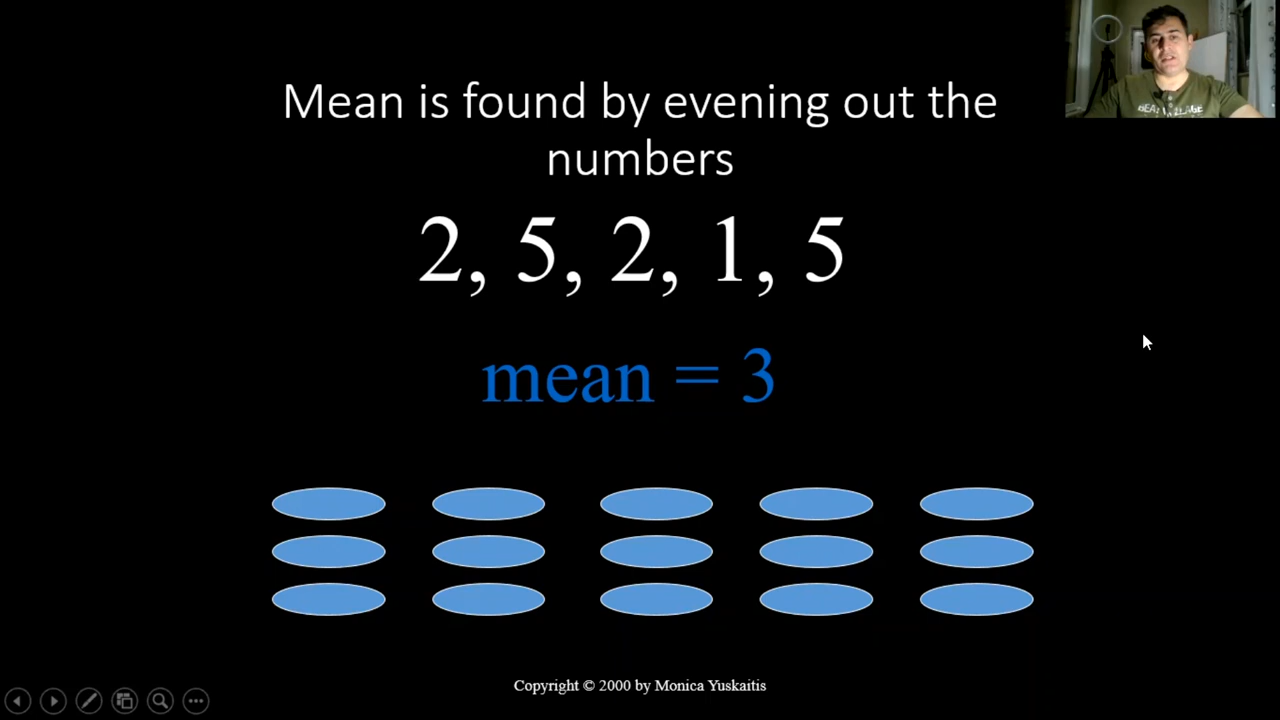 Mean is found by evening out the
numbers
2, 5, 2, 1, 5
mean = 3
Copyright © 2000 by Monica Yuskaitis